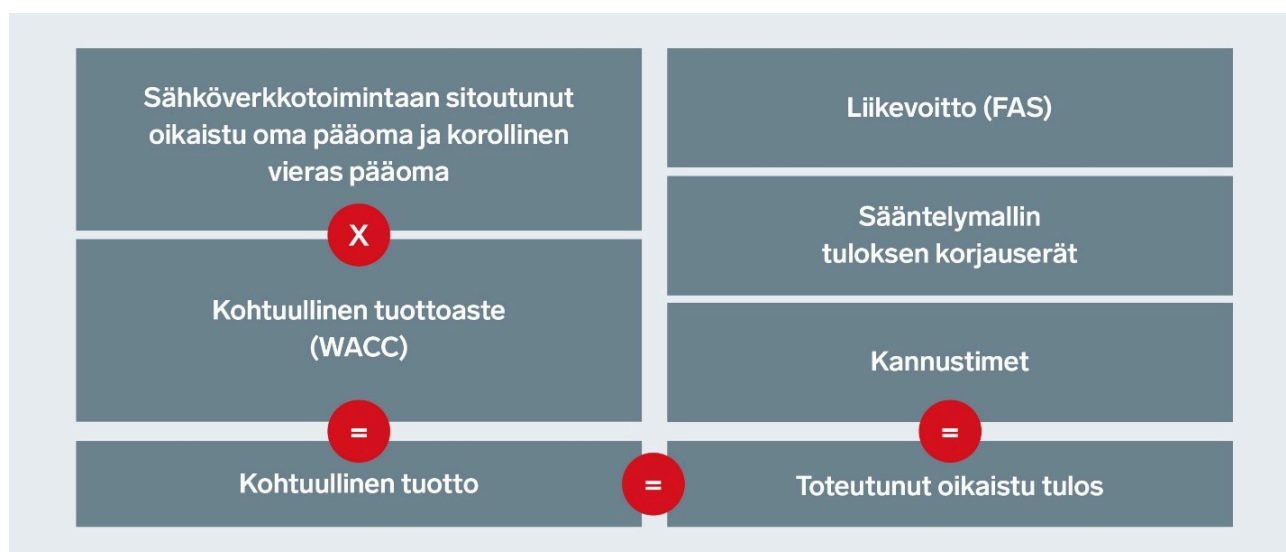 Sähköverkkotoimintaan sitoutunut
oikaistu oma pääoma ja korollinen
vieras pääoma
X
Kohtuullinen tuottoaste
(WACC)
=
Kohtuullinen tuotto
=
Liikevoitto (FAS)
Sääntelymallin
tuloksen korjauserät
Kannustimet
=
Toteutunut oikaistu tulos